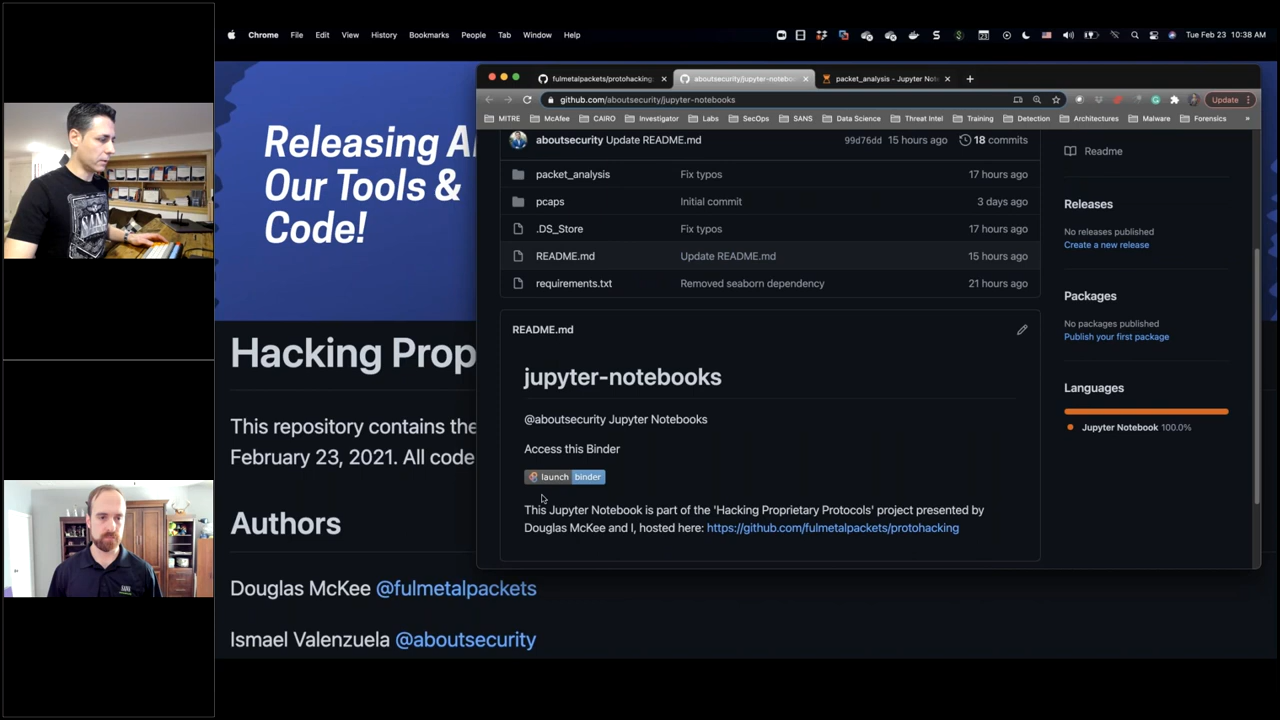 Chrome File Edit View History Bookmarks People Tab Window Help
Tue Feb 23 10:38 AM
Releasing A
Our Tools &
Code!
fulmetalpackets/protohacking
aboutsecurity/jupyter-notebo
packet_analysis - Jupyter Not
github.com/aboutsecurity/jupyter-notebooks
Update
MITRE McAfee CAIRO Investigator Labs SecOps SANS Data Science Threat Intel Training Detection Architectures Malware Forensics »
aboutsecurity Update README.md 99d76dd 15 hours ago 18 commits
packet_analysis Fix typos 17 hours ago
pcaps Initial commit 3 days ago
.DS_Store Fix typos 17 hours ago
README.md Update README.md 15 hours ago
requirements.txt Removed seaborn dependency 21 hours ago
README.md
jupyter-notebooks
@aboutsecurity Jupyter Notebooks
Access this Binder
launch binder
This Jupyter Notebook is part of the 'Hacking Proprietary Protocols' project presented by
Douglas McKee and I, hosted here: https://github.com/fulmetalpackets/protohacking
Readme
Releases
No releases published
Create a new release
Packages
No packages published
Publish your first package
Languages
Jupyter Notebook 100.0%
Hacking Prop
This repository contains the
February 23, 2021. All code
Authors
Douglas McKee @fulmetalpackets
Ismael Valenzuela @aboutsecurity
SANS